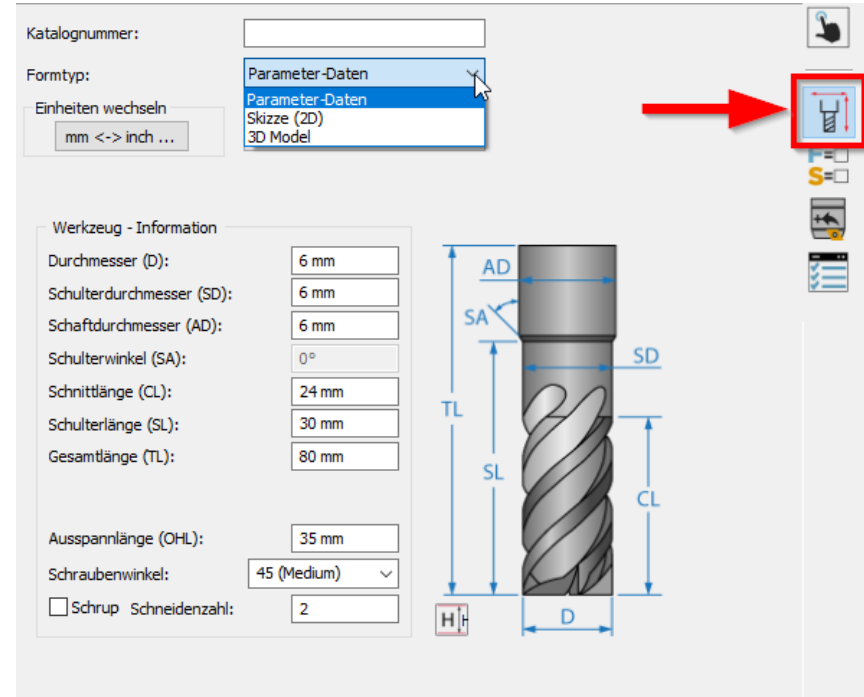 Katalognummer:
Formtyp: Parameter-Daten
Parameter-Daten
Skizze (2D)
3D Model
Einheiten wechseln
mm <-> inch ...
F=
S=
Werkzeug - Information
Durchmesser (D): 6 mm
Schulterdurchmesser (SD): 6 mm
Schaftdurchmesser (AD): 6 mm
Schulterwinkel (SA): 0°
Schnittlänge (CL): 24 mm
Schulterlänge (SL): 30 mm
Gesamtlänge (TL): 80 mm
Ausspannlänge (OHL): 35 mm
Schraubenwinkel: 45 (Medium)
Schrup Schneidenzahl: 2
AD
SA
SD
TL
SL
CL
H
D